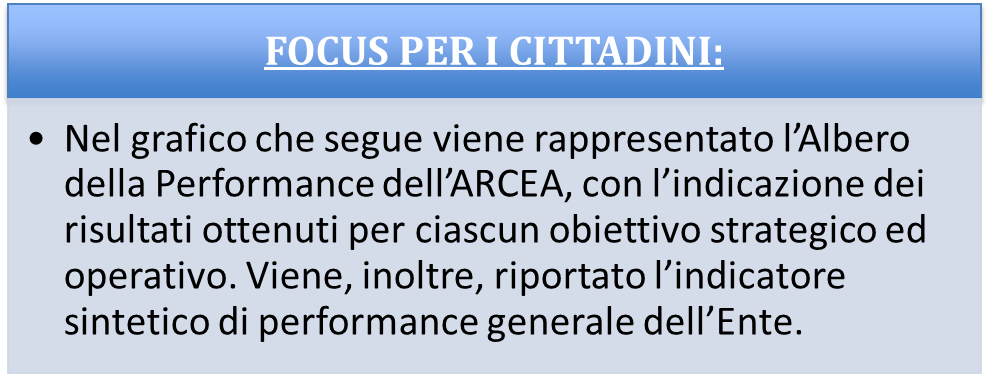 FOCUS PER I CITTADINI:
• Nel grafico che segue viene rappresentato l’Albero
della Performance dell’ARCEA, con l’indicazione dei
risultati ottenuti per ciascun obiettivo strategico ed
operativo. Viene, inoltre, riportato l’indicatore
sintetico di performance generale dell’Ente.